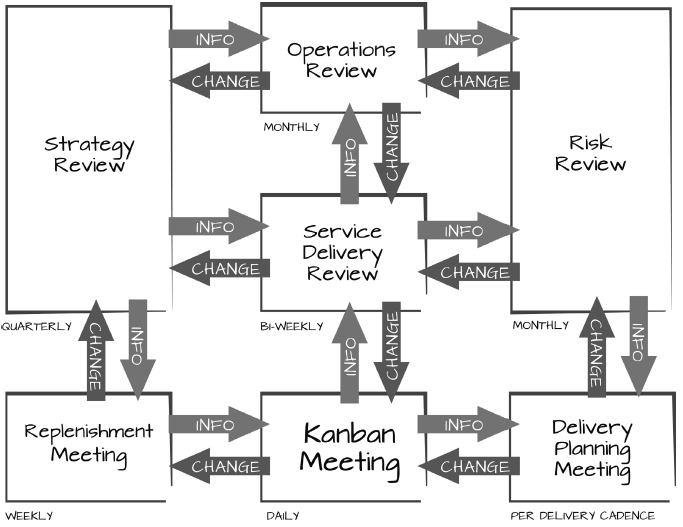 INFO
INFO
Operations
Review
CHANGE
CHANGE
MONTHLY
CHANGE
INFO
Strategy
Review
Risk
Review
INFO
INFO
Service
Delivery
Review
CHANGE
CHANGE
QUARTERLY
BI-WEEKLY
MONTHLY
CHANGE
INFO
INFO
CHANGE
CHANGE
INFO
Replenishment
Meeting
INFO
Kanban
Meeting
INFO
Delivery
Planning
Meeting
CHANGE
CHANGE
WEEKLY
DAILY
PER DELIVERY CADENCE